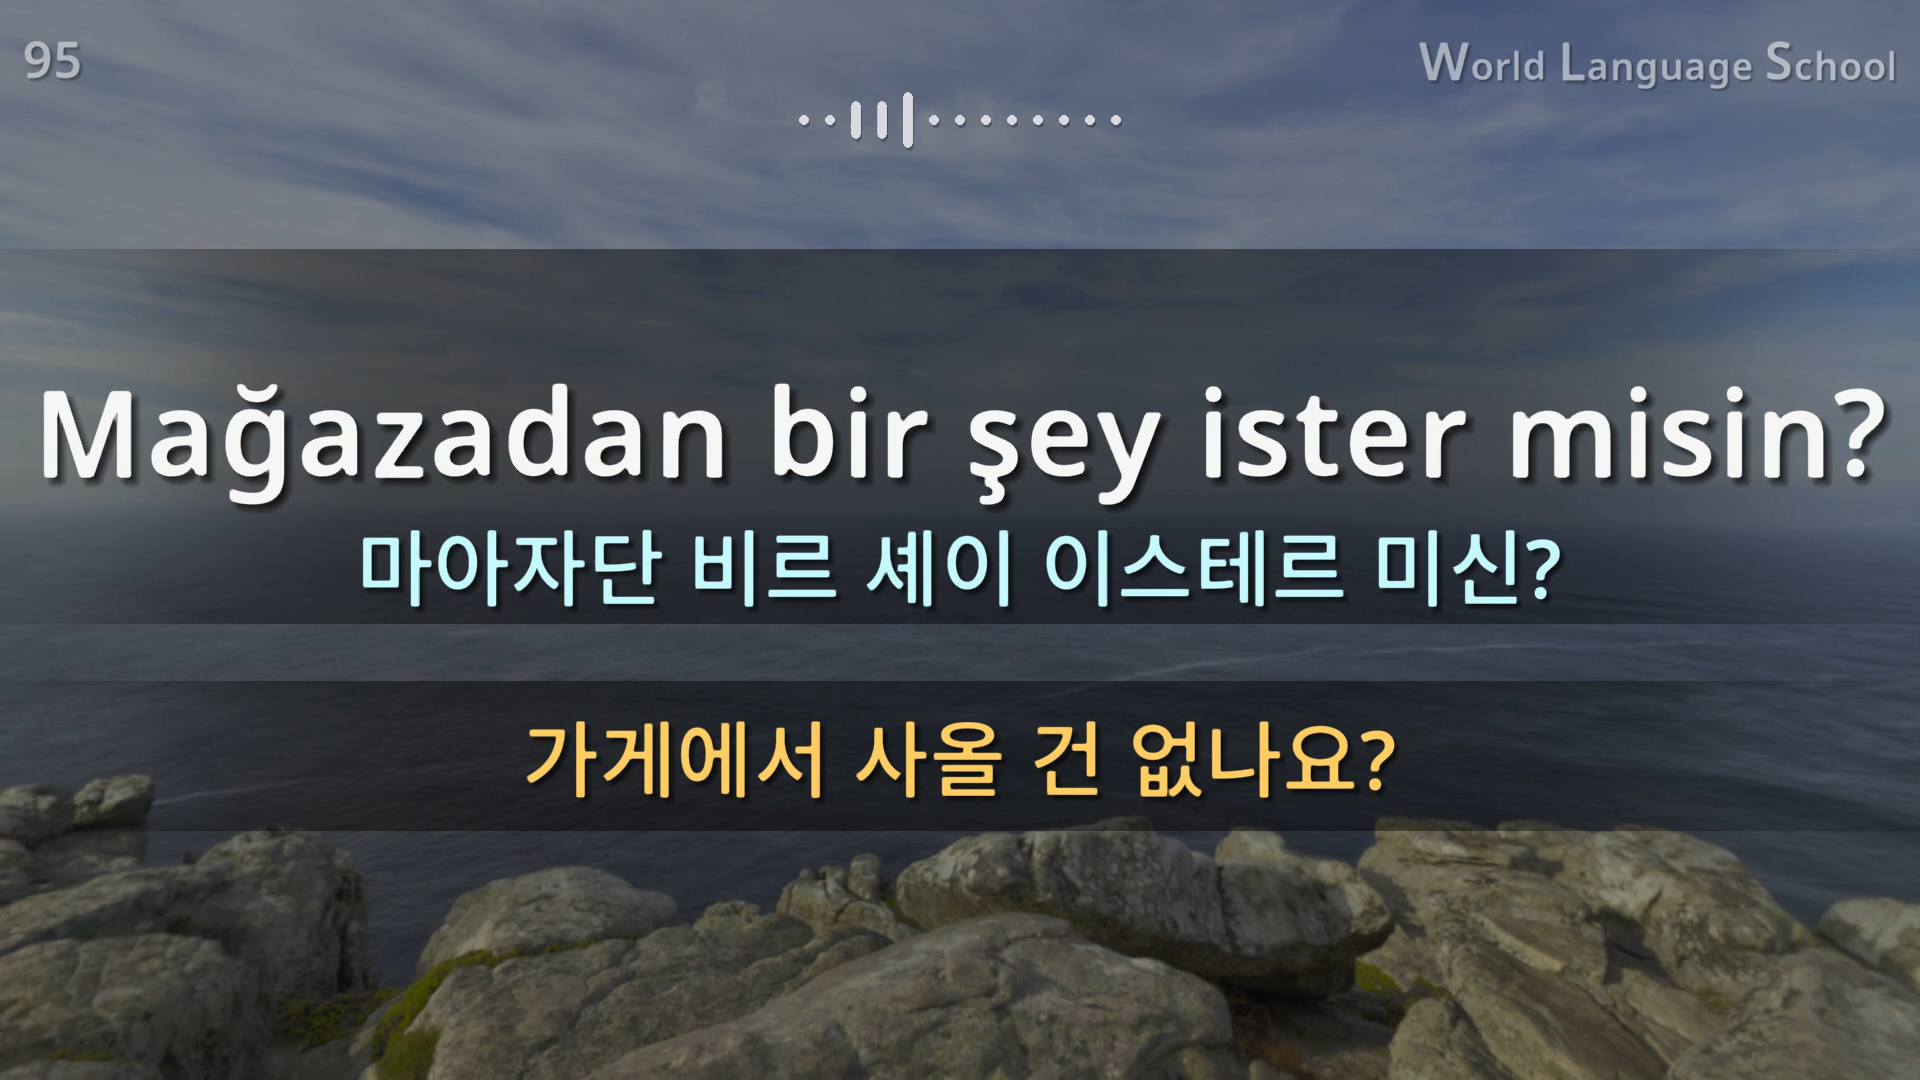 95
World Language School
Mağazadan bir şey ister misin?
마아자단 비르 셰이 이스테르 미신?
가게에서 사올 건 없나요?